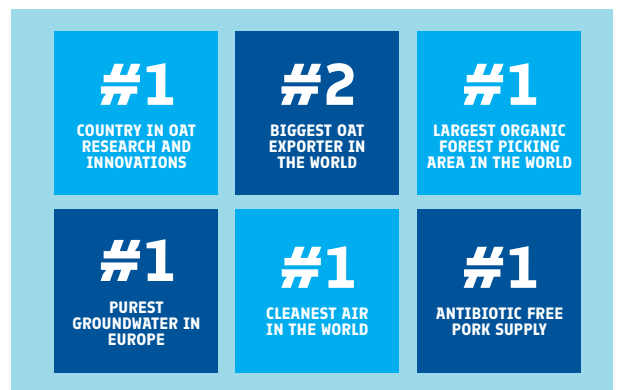 #1
COUNTRY IN OAT
RESEARCH AND
INNOVATIONS
#2
BIGGEST OAT
EXPORTER IN
THE WORLD
#1
LARGEST ORGANIC
FOREST PICKING
AREA IN THE WORLD
#1
PUREST
GROUNDWATER IN
EUROPE
#1
CLEANEST AIR
IN THE WORLD
#1
ANTIBIOTIC FREE
PORK SUPPLY